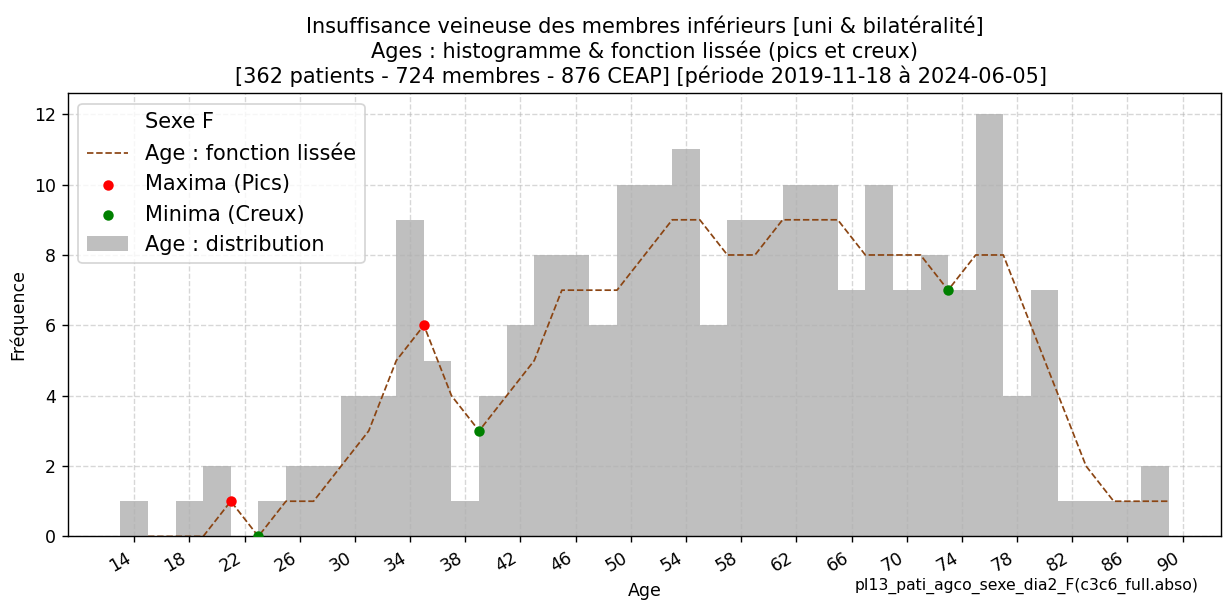 Insuffisance veineuse des membres inférieurs [uni & bilatéralité]
Ages : histogramme & fonction lissée (pics et creux)
[362 patients - 724 membres - 876 CEAP] [période 2019-11-18 à 2024-06-05]
Sexe F
Age : fonction lissée
Maxima (Pics)
Minima (Creux)
Age : distribution
Fréquence
12
10
8
6
4
2
0
14 18 22 26 30 34 38 42 46 50 54 58 62 66 70 74 78 82 86 90
Age
pl13_pati_agco_sexe_dia2_F(c3c6_full.abso)